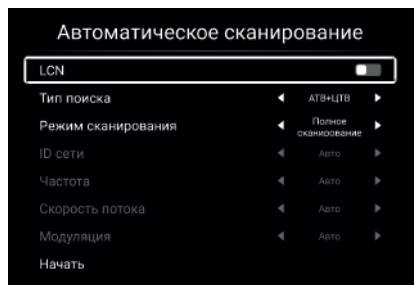 Автоматическое сканирование
LCN
Тип поиска АТВ+ЦТВ
Режим сканирования Полное сканирование
ID сети Авто
Частота Авто
Скорость потока Авто
Модуляция Авто
Начать